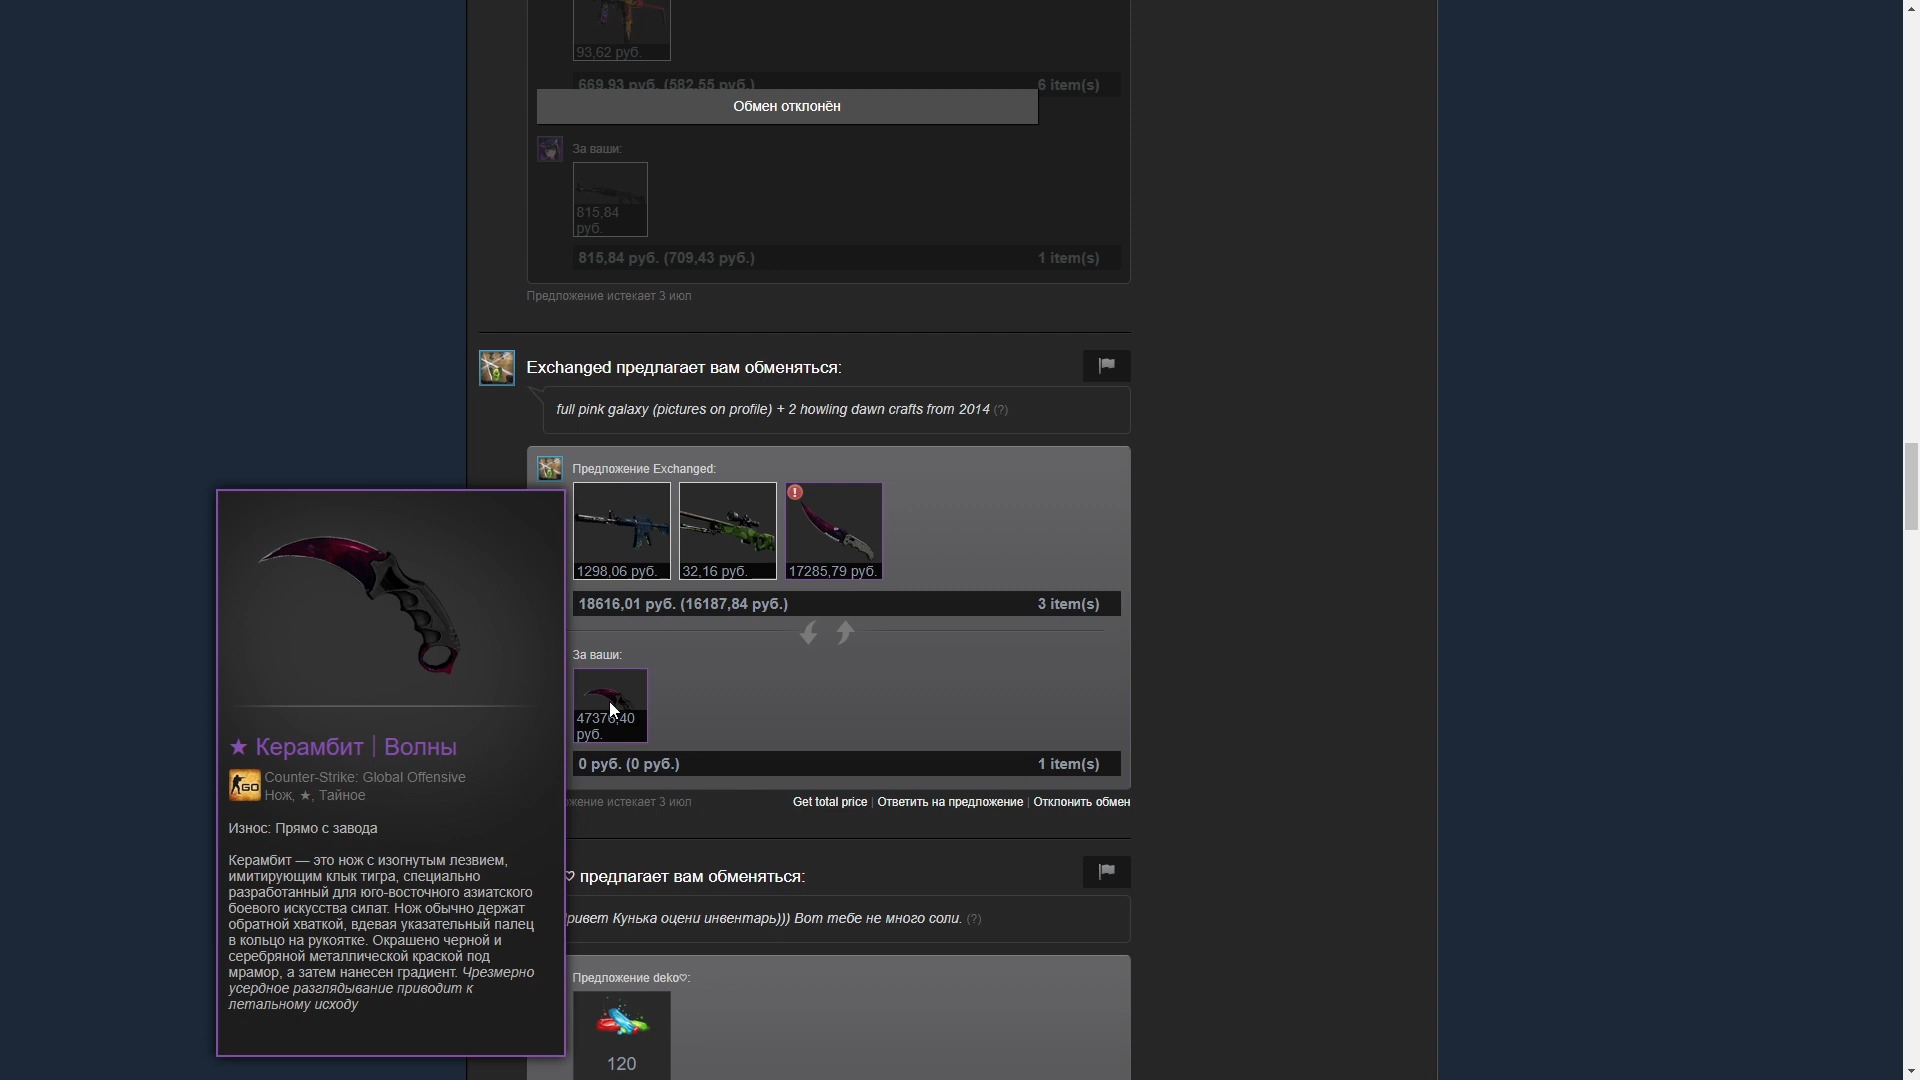 93,62 руб.
669,93 руб. (582,55 руб.)
6 item(s)
Обмен отклонён
За ваши:
815,84
руб.
815,84 руб. (709,43 руб.)
1 item(s)
Предложение истекает 3 июл
Exchanged предлагает вам обменяться:
full pink galaxy (pictures on profile) + 2 howling dawn crafts from 2014 (?)
Предложение Exchanged:
!
1298,06 руб.
32,16 руб.
17285,79 руб.
18616,01 руб. (16187,84 руб.)
3 item(s)
За ваши:
47376,40
руб.
0 руб. (0 руб.)
1 item(s)
жение истекает 3 июл
Get total price | Ответить на предложение | Отклонить обмен
★ Керамбит | Волны
GO
Counter-Strike: Global Offensive
Нож, ★, Тайное
Износ: Прямо с завода
Керамбит — это нож с изогнутым лезвием,
имитирующим клык тигра, специально
разработанный для юго-восточного азиатского
боевого искусства силат. Нож обычно держат
обратной хваткой, вдевая указательный палец
в кольцо на рукоятке. Окрашено черной и
серебряной металлической краской под
мрамор, а затем нанесен градиент. Чрезмерно
усердное разглядывание приводит к
летальному исходу
♡ предлагает вам обменяться:
ривет Кунька оцени инвентарь))) Вот тебе не много соли. (?)
Предложение deko♡:
120